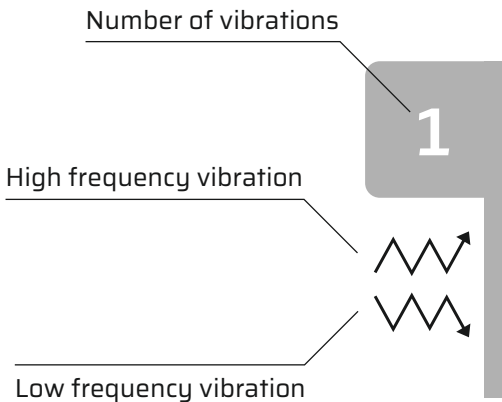 Number of vibrations
1
High frequency vibration
Low frequency vibration